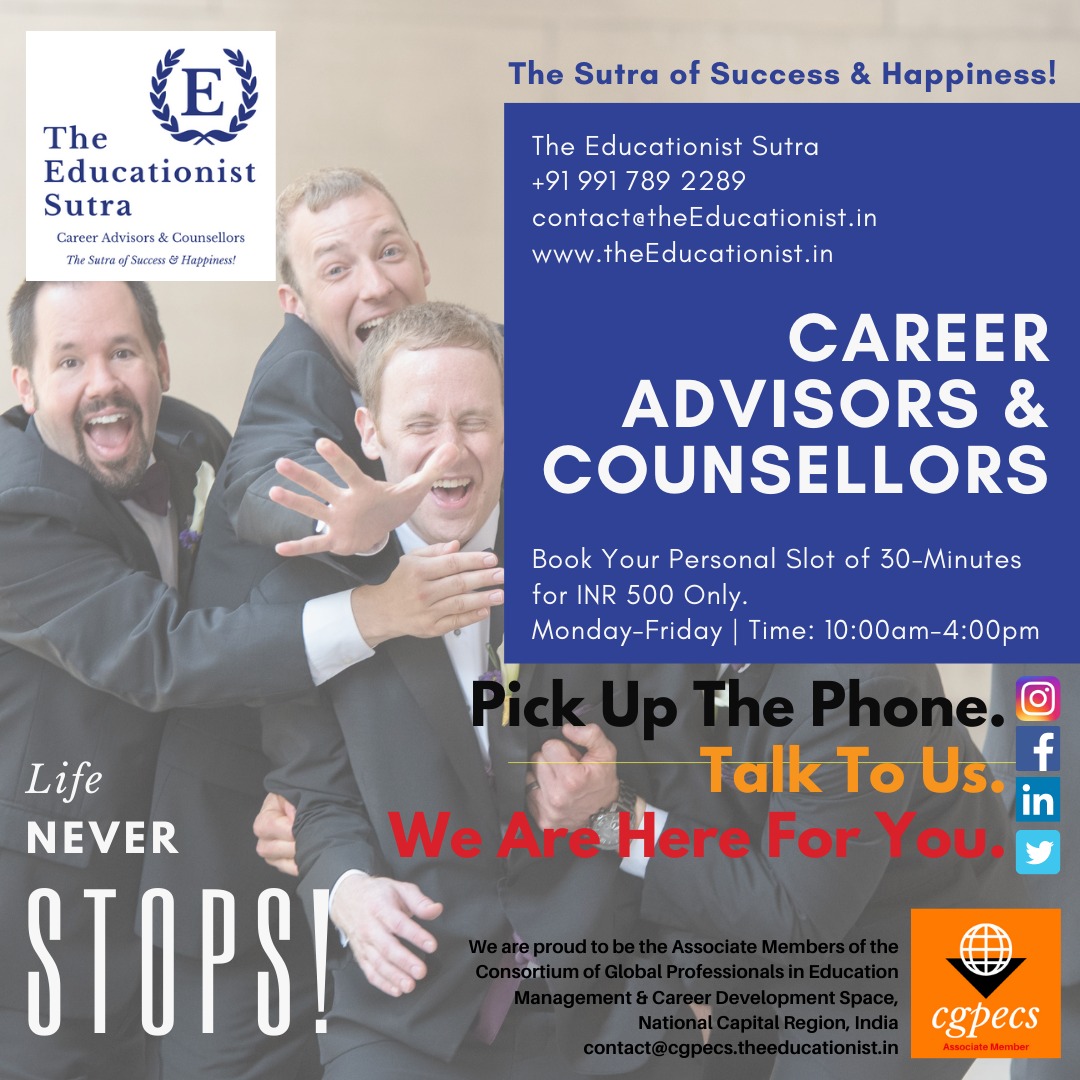 E
The
Educationist
Sutra
Career Advisors & Counsellors
The Sutra of Success & Happiness!
The Sutra of Success & Happiness!
The Educationist Sutra
+91 991 789 2289
contact@theEducationist.in
www.theEducationist.in
CAREER
ADVISORS &
COUNSELLORS
Book Your Personal Slot of 30-Minutes
for INR 500 Only.
Monday-Friday | Time: 10:00am-4:00pm
Pick Up The Phone.
Talk To Us.
We Are Here For You.
f
in
Life
NEVER
STOPS!
We are proud to be the Associate Members of the
Consortium of Global Professionals in Education
Management & Career Development Space,
National Capital Region, India
contact@cgpecs.theeducationist.in
cgpecs
Associate Member